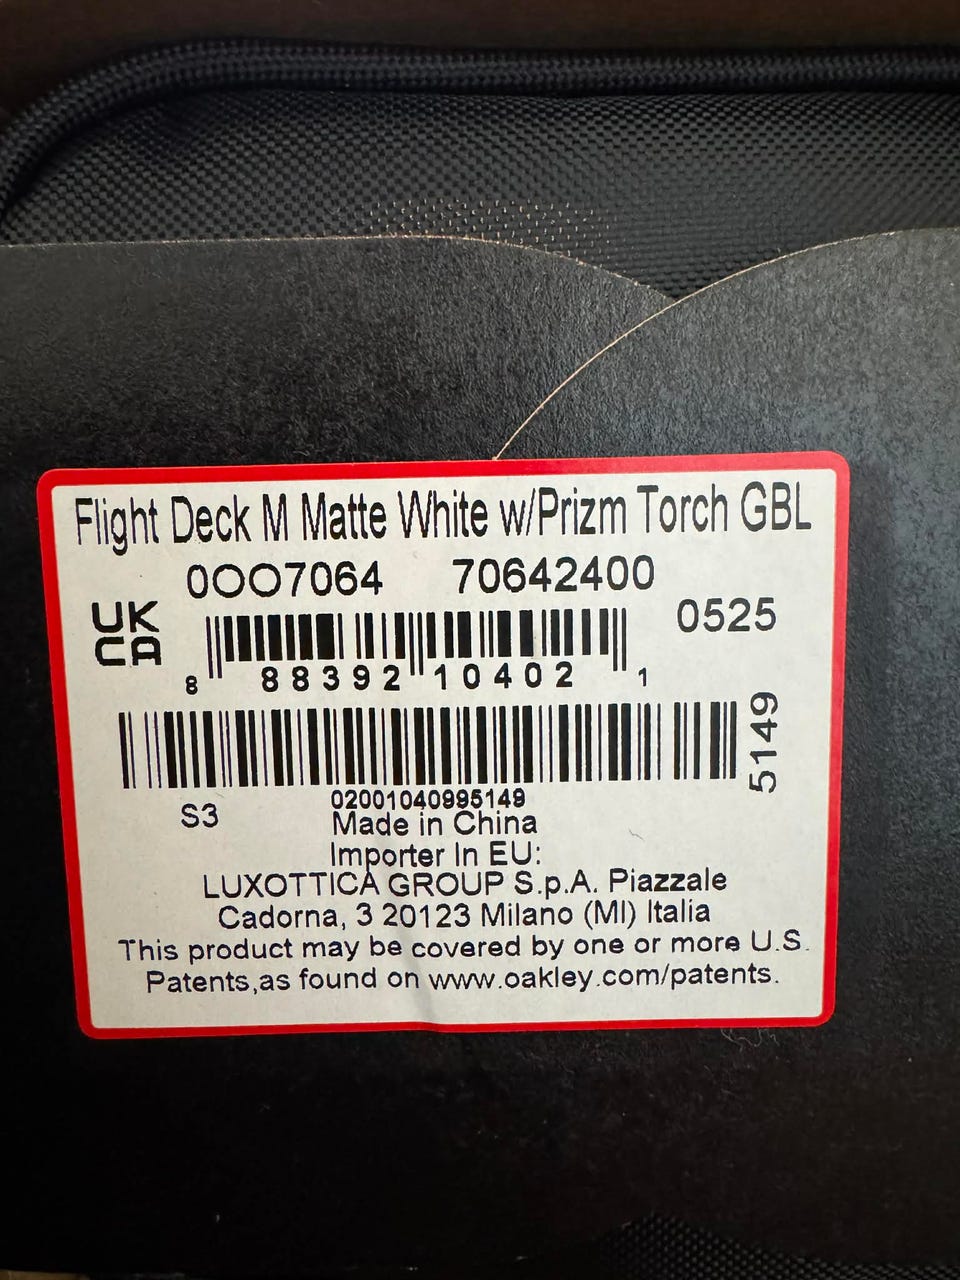 Flight Deck M Matte White w/Prizm Torch GBL
0OO7064 70642400
UK
CA
0525
8 88392 10402 1
5149
02001040995149
S3
Made in China
Importer In EU:
LUXOTTICA GROUP S.p.A. Piazzale
Cadorna, 3 20123 Milano (MI) Italia
This product may be covered by one or more U.S.
Patents,as found on www.oakley.com/patents.